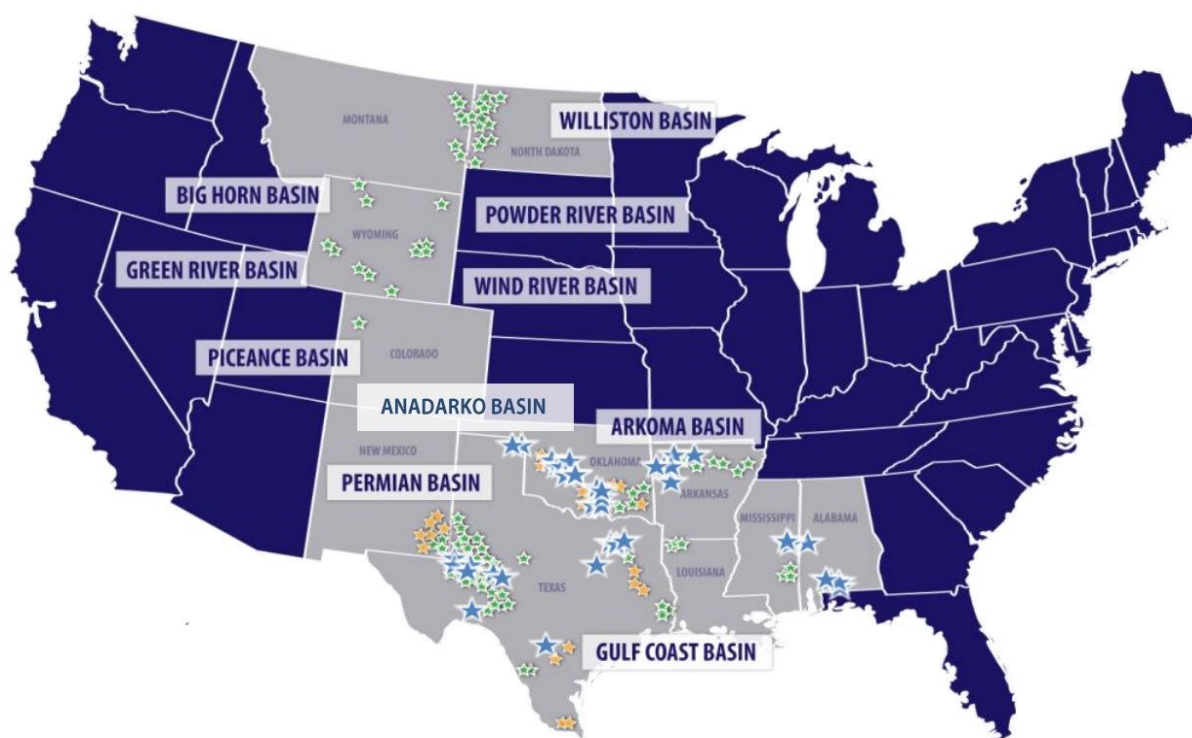 MONTANA
WILLISTON BASIN
NORTH DAKOTA
BIG HORN BASIN
POWDER RIVER BASIN
WYOMING
GREEN RIVER BASIN
WIND RIVER BASIN
PICEANCE BASIN
COLORADO
ANADARKO BASIN
ARKOMA BASIN
NEW MEXICO
OKLAHOMA
PERMIAN BASIN
ARKANSAS
MISSISSIPPI
ALABAMA
TEXAS
LOUISIANA
GULF COAST BASIN